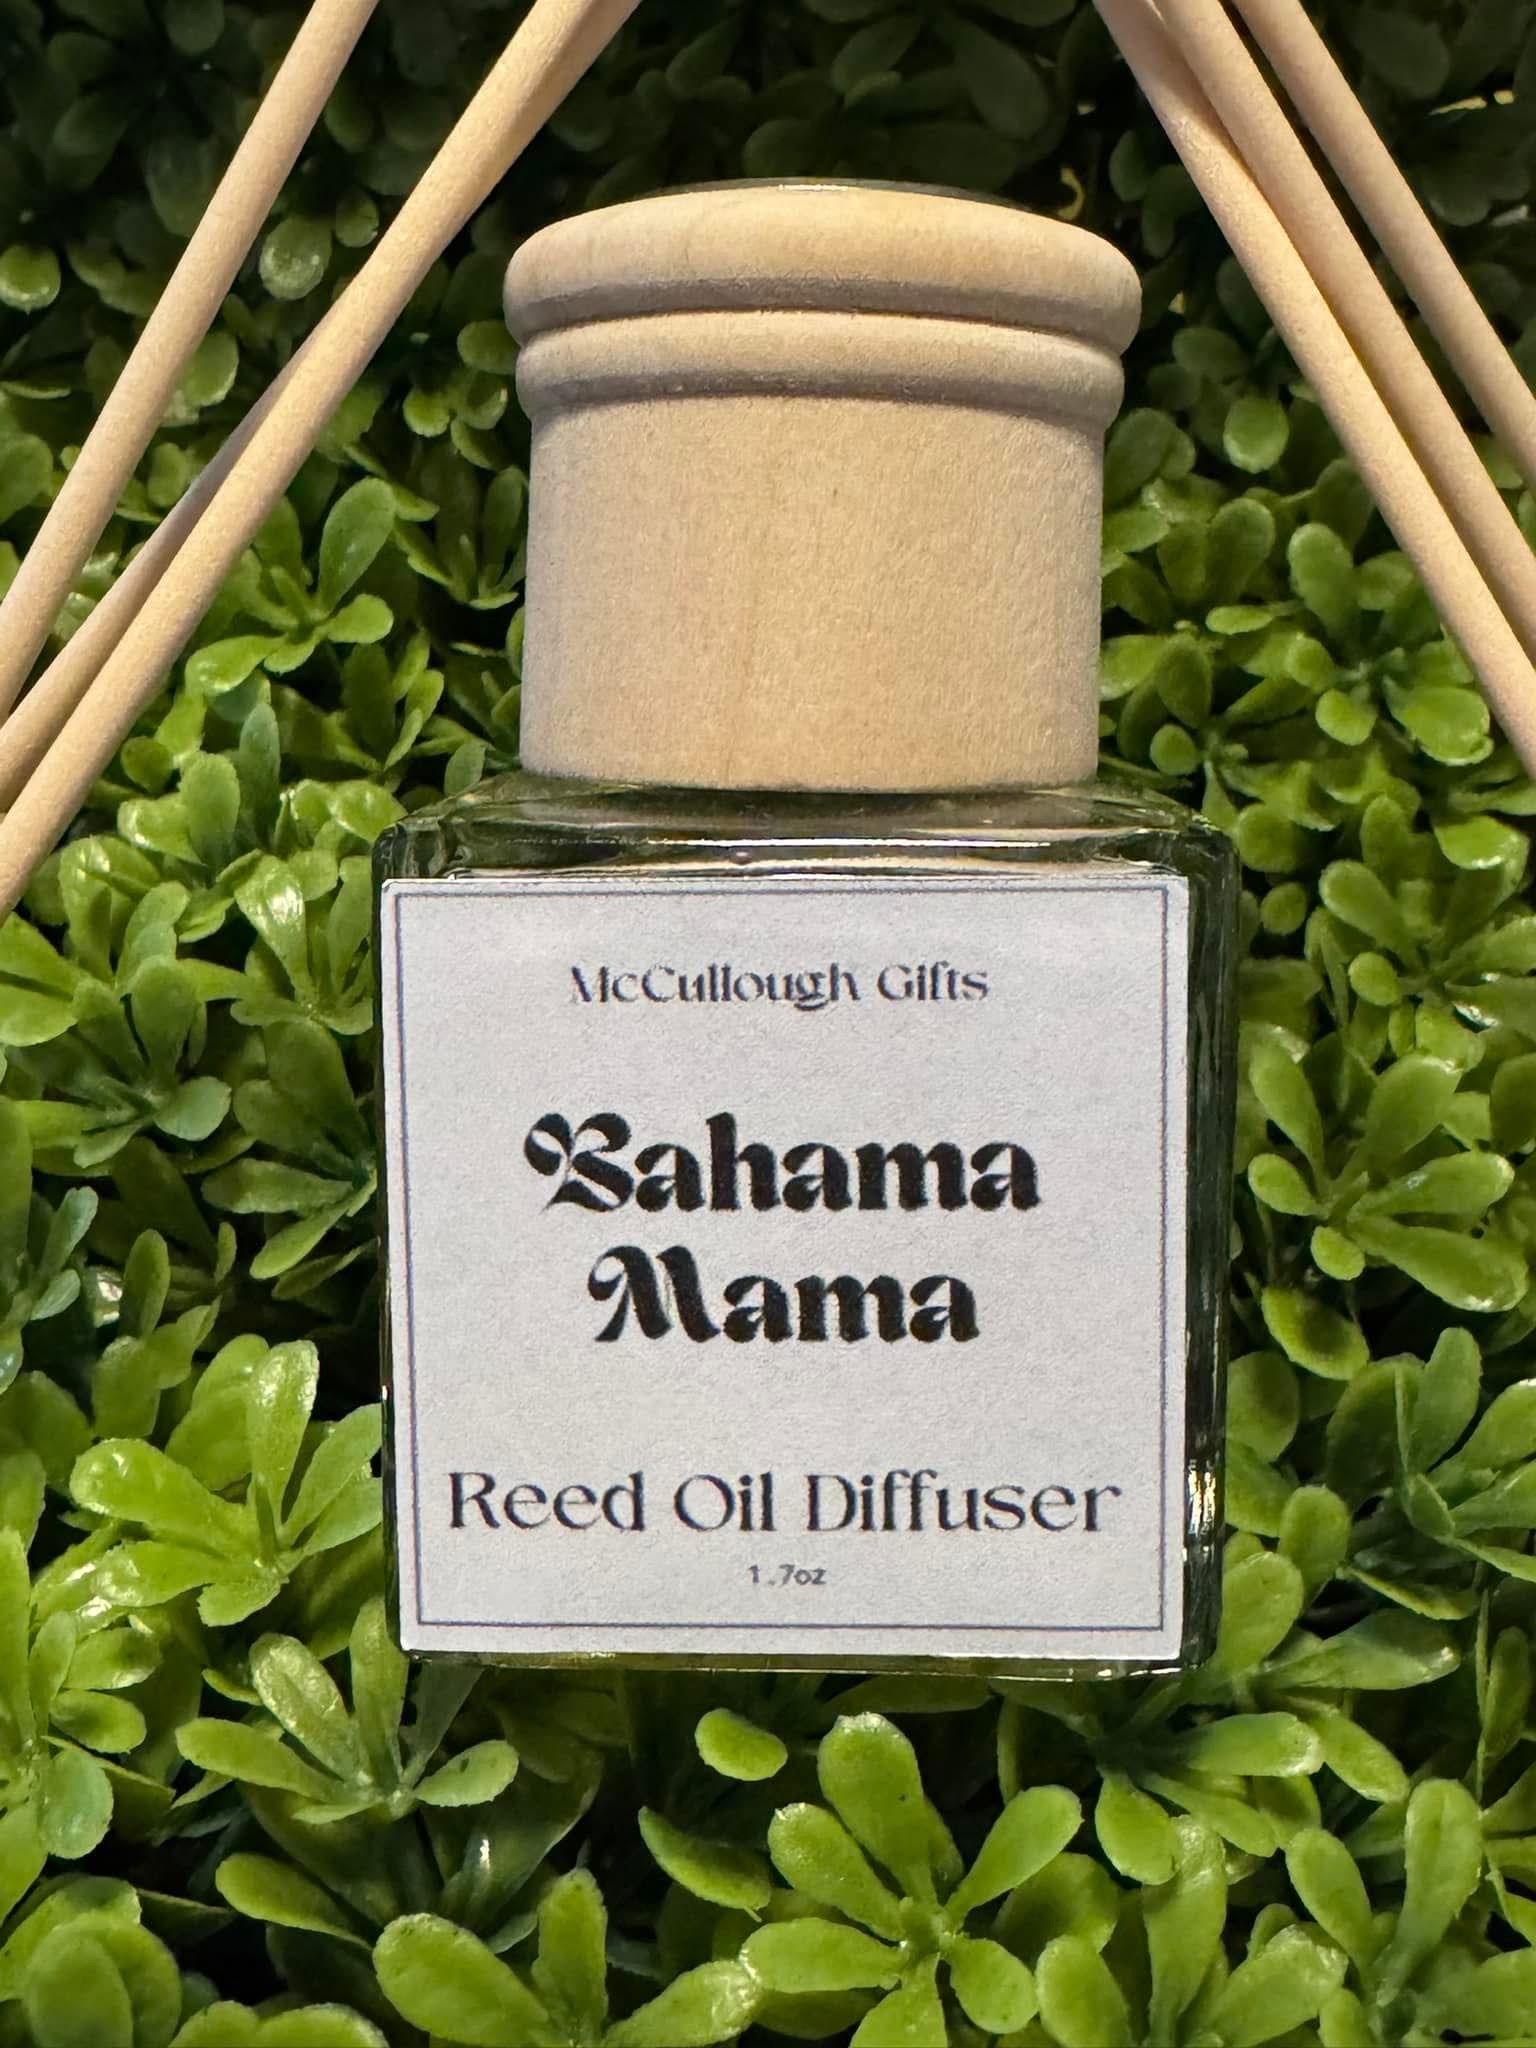 McCullough Gifts
Bahama
Mama
Reed Oil Diffuser
1.7oz